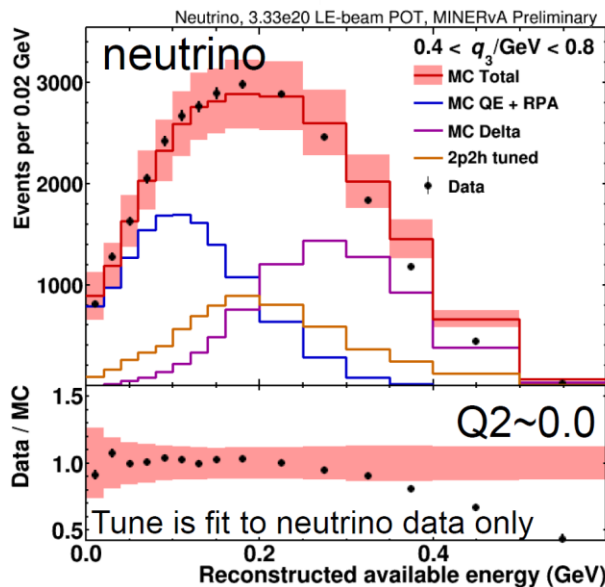 Neutrino, 3.33e20 LE-beam POT, MINERvA Preliminary
neutrino
0.4 < q3/GeV < 0.8
MC Total
MC QE + RPA
MC Delta
2p2h tuned
Data
Events per 0.02 GeV
3000
2000
1000
Data / MC
1.5
1.0
0.5
Q2~0.0
Tune is fit to neutrino data only
0.0 0.2 0.4
Reconstructed available energy (GeV)